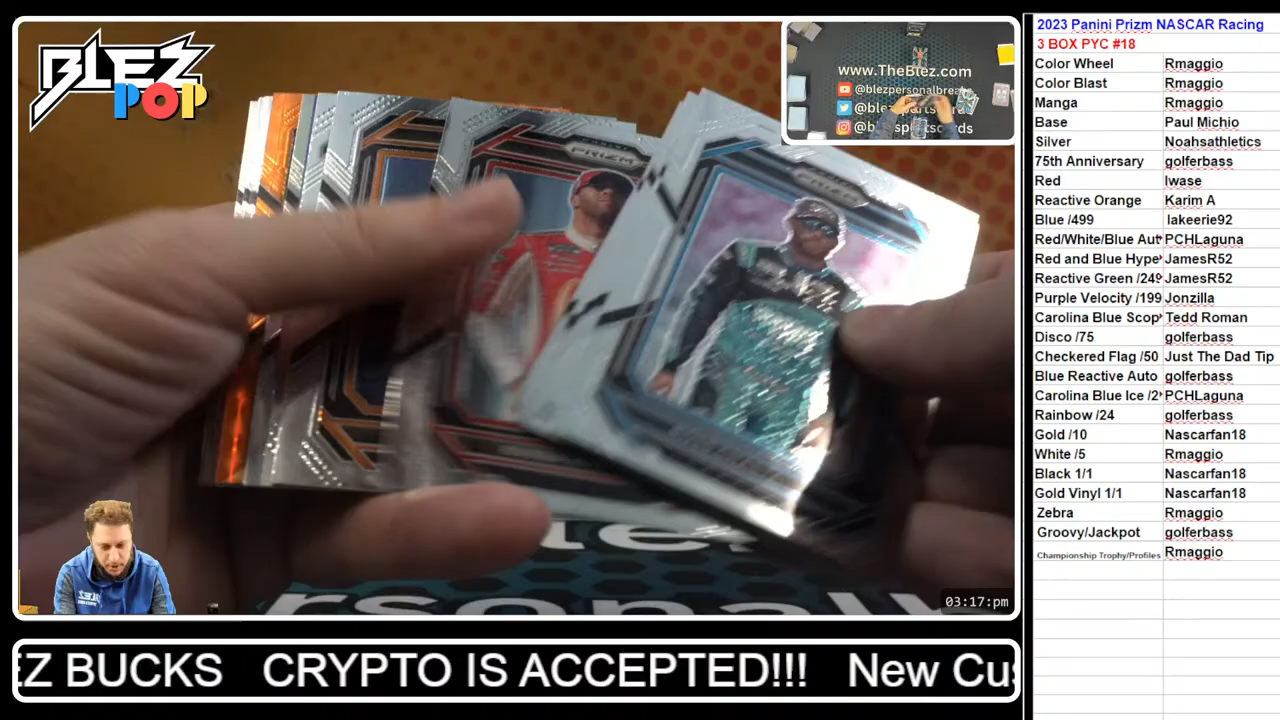 BLEZ
POP
www.TheBlez.com
@blezpersonalbrea
PRIZM
PRIZM
03:17:pm
EZ BUCKS CRYPTO IS ACCEPTED!!! New Cus
2023 Panini Prizm NASCAR Racing
3 BOX PYC #18
Color Wheel Rmaggio
Color Blast Rmaggio
Manga Rmaggio
Base Paul Michio
Silver Noahsathletics
75th Anniversary golferbass
Red Iwase
Reactive Orange Karim A
Blue /499 lakeerie92
Red/White/Blue Aut PCHLaguna
Red and Blue Hype JamesR52
Reactive Green /249 JamesR52
Purple Velocity /199 Jonzilla
Carolina Blue Scop Tedd Roman
Disco /75 golferbass
Checkered Flag /50 Just The Dad Tip
Blue Reactive Auto golferbass
Carolina Blue Ice /2 PCHLaguna
Rainbow /24 golferbass
Gold /10 Nascarfan18
White /5 Rmaggio
Black 1/1 Nascarfan18
Gold Vinyl 1/1 Nascarfan18
Zebra Rmaggio
Groovy/Jackpot golferbass
Championship Trophy/Profiles Rmaggio